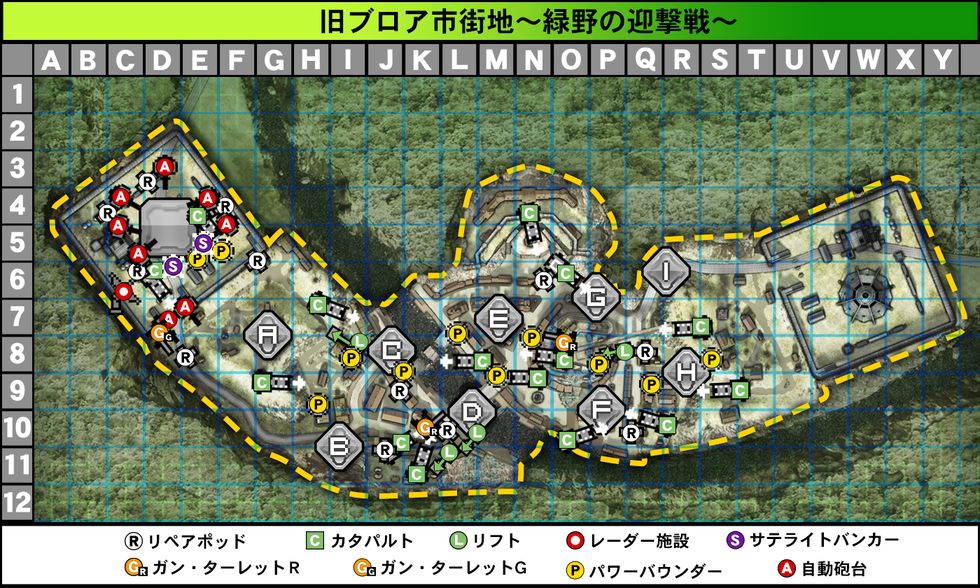 旧ブロア市街地～緑野の迎撃戦～
A B C D E F G H I J K L M N O P Q R S T U V W X Y
1
2
3
A
R
4
A
A
R
R
C
C
A
A
5
S
P
A
R
6
R
C
S
R
C
I
G
7
A
A
C
E
C
G G
A
L
P
P
G R
8
R
P
C
P
C
C
P
L
R
P
H
9
C
R
P
C
P
C
10
P
D
F
G R
R
L
R
C
11
B
R
C
L
C
C
12
R リペアポッド C カタパルト L リフト レーダー施設 S サテライトバンカー
G R ガン・ターレットR G G ガン・ターレットG P パワーバウンダー A 自動砲台